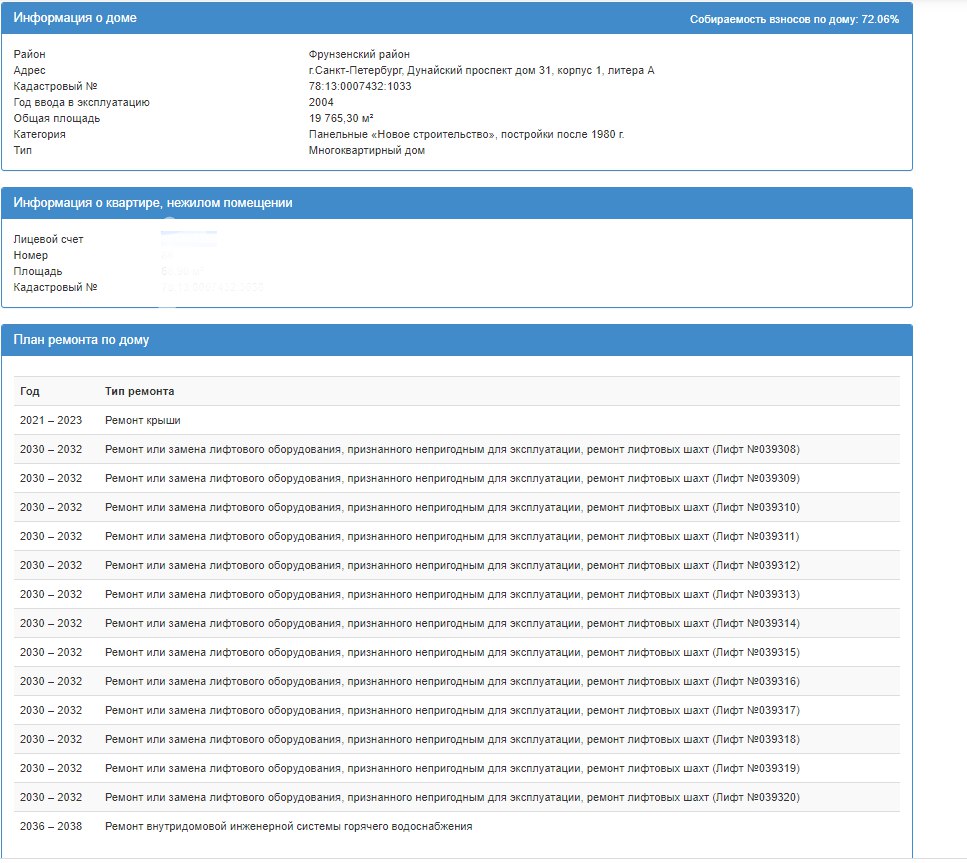 Информация о доме
Собираемость взносов по дому: 72.06%
Район Фрунзенский район
Адрес г.Санкт-Петербург, Дунайский проспект дом 31, корпус 1, литера А
Кадастровый № 78:13:0007432:1033
Год ввода в эксплуатацию 2004
Общая площадь 19 765,30 м²
Категория Панельные «Новое строительство», постройки после 1980 г.
Тип Многоквартирный дом
Информация о квартире, нежилом помещении
Лицевой счет
Номер
Площадь
Кадастровый №
План ремонта по дому
Год Тип ремонта
2021 – 2023 Ремонт крыши
2030 – 2032 Ремонт или замена лифтового оборудования, признанного непригодным для эксплуатации, ремонт лифтовых шахт (Лифт №039308)
2030 – 2032 Ремонт или замена лифтового оборудования, признанного непригодным для эксплуатации, ремонт лифтовых шахт (Лифт №039309)
2030 – 2032 Ремонт или замена лифтового оборудования, признанного непригодным для эксплуатации, ремонт лифтовых шахт (Лифт №039310)
2030 – 2032 Ремонт или замена лифтового оборудования, признанного непригодным для эксплуатации, ремонт лифтовых шахт (Лифт №039311)
2030 – 2032 Ремонт или замена лифтового оборудования, признанного непригодным для эксплуатации, ремонт лифтовых шахт (Лифт №039312)
2030 – 2032 Ремонт или замена лифтового оборудования, признанного непригодным для эксплуатации, ремонт лифтовых шахт (Лифт №039313)
2030 – 2032 Ремонт или замена лифтового оборудования, признанного непригодным для эксплуатации, ремонт лифтовых шахт (Лифт №039314)
2030 – 2032 Ремонт или замена лифтового оборудования, признанного непригодным для эксплуатации, ремонт лифтовых шахт (Лифт №039315)
2030 – 2032 Ремонт или замена лифтового оборудования, признанного непригодным для эксплуатации, ремонт лифтовых шахт (Лифт №039316)
2030 – 2032 Ремонт или замена лифтового оборудования, признанного непригодным для эксплуатации, ремонт лифтовых шахт (Лифт №039317)
2030 – 2032 Ремонт или замена лифтового оборудования, признанного непригодным для эксплуатации, ремонт лифтовых шахт (Лифт №039318)
2030 – 2032 Ремонт или замена лифтового оборудования, признанного непригодным для эксплуатации, ремонт лифтовых шахт (Лифт №039319)
2030 – 2032 Ремонт или замена лифтового оборудования, признанного непригодным для эксплуатации, ремонт лифтовых шахт (Лифт №039320)
2036 – 2038 Ремонт внутридомовой инженерной системы горячего водоснабжения